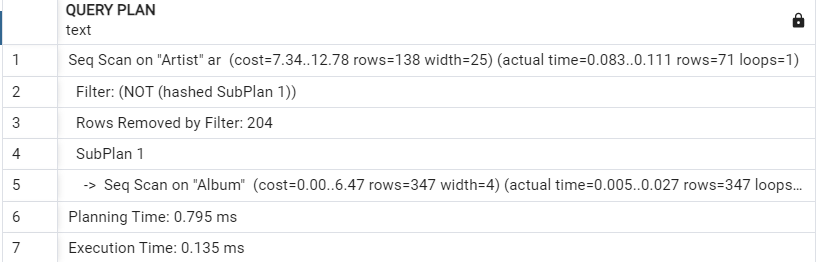 QUERY PLAN
text
1 Seq Scan on "Artist" ar (cost=7.34..12.78 rows=138 width=25) (actual time=0.083..0.111 rows=71 loops=1)
2 Filter: (NOT (hashed SubPlan 1))
3 Rows Removed by Filter: 204
4 SubPlan 1
5 -> Seq Scan on "Album" (cost=0.00..6.47 rows=347 width=4) (actual time=0.005..0.027 rows=347 loops...
6 Planning Time: 0.795 ms
7 Execution Time: 0.135 ms